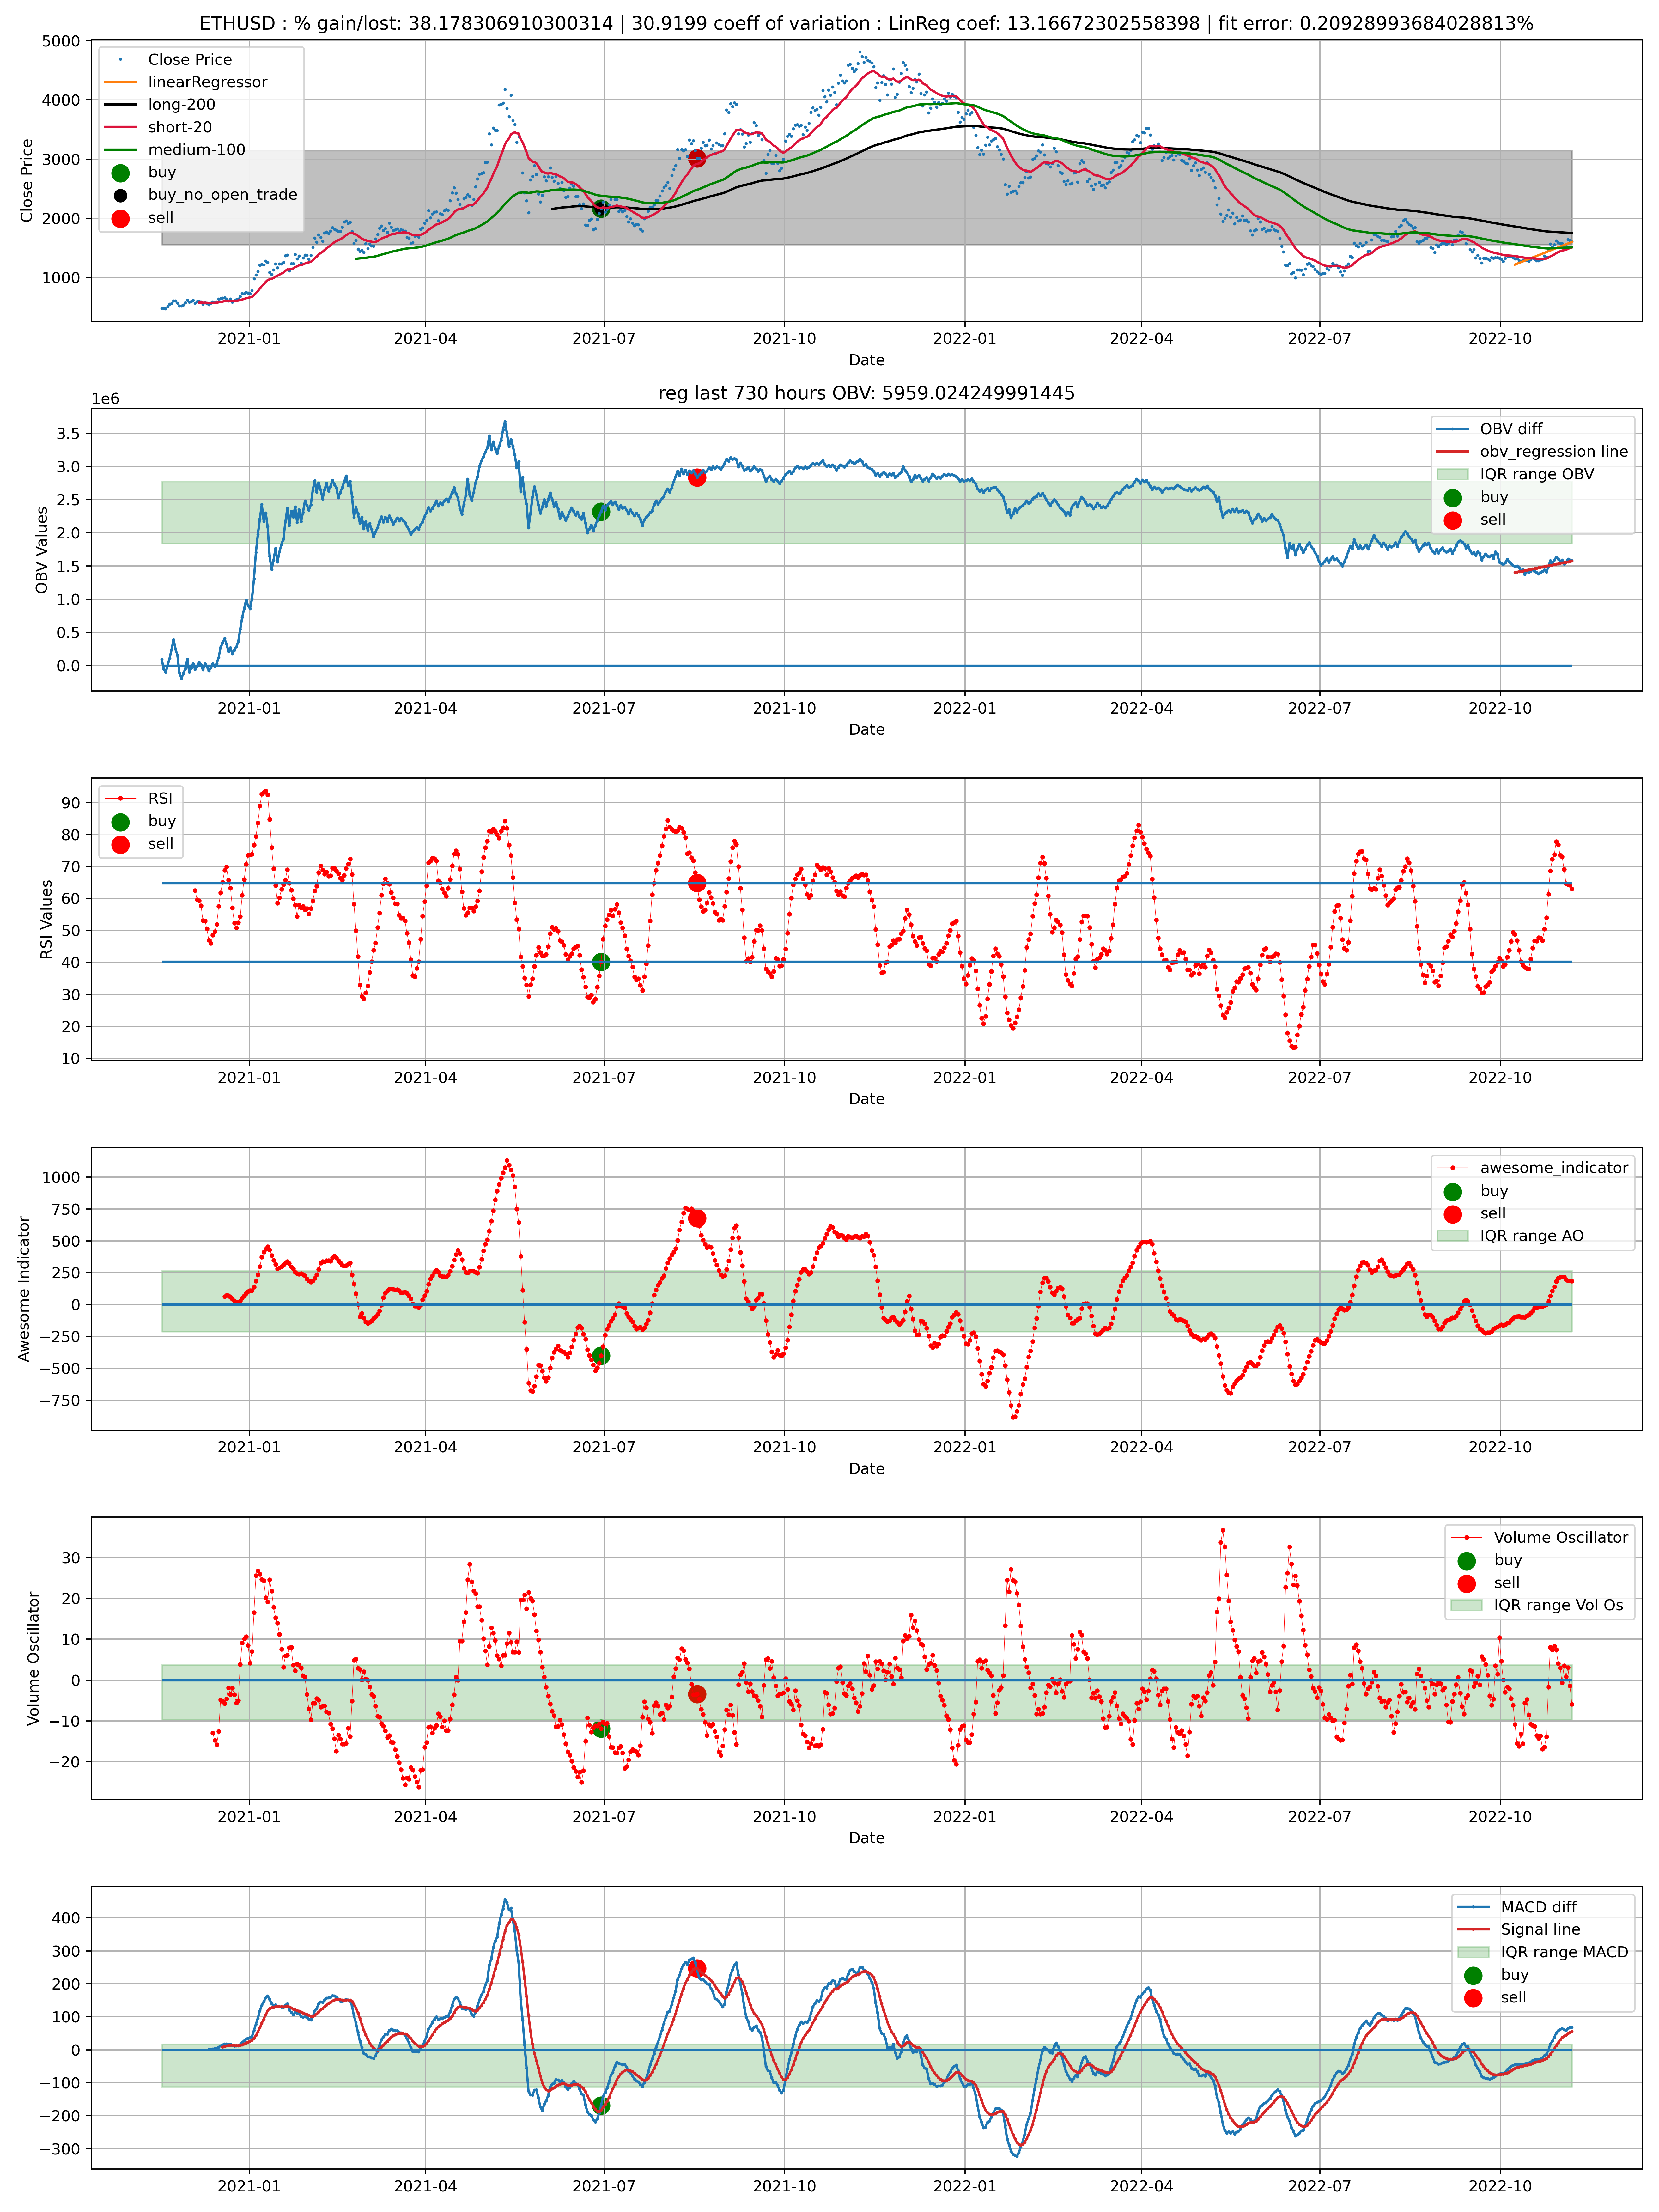 ETHUSD : % gain/lost: 38.178306910300314 | 30.9199 coeff of variation : LinReg coef: 13.16672302558398 | fit error: 0.20928993684028813%
5000
4000
3000
2000
1000
Close Price
Close Price
linearRegressor
long-200
short-20
medium-100
buy
buy_no_open_trade
sell
2021-01 2021-04 2021-07 2021-10 2022-01 2022-04 2022-07 2022-10
Date
reg last 730 hours OBV: 5959.024249991445
1e6
3.5
3.0
2.5
2.0
1.5
1.0
0.5
0.0
OBV Values
OBV diff
obv_regression line
IQR range OBV
buy
sell
2021-01 2021-04 2021-07 2021-10 2022-01 2022-04 2022-07 2022-10
Date
90
80
70
60
50
40
30
20
10
RSI Values
RSI
buy
sell
2021-01 2021-04 2021-07 2021-10 2022-01 2022-04 2022-07 2022-10
Date
1000
750
500
250
0
−250
−500
−750
Awesome Indicator
awesome_indicator
buy
sell
IQR range AO
2021-01 2021-04 2021-07 2021-10 2022-01 2022-04 2022-07 2022-10
Date
30
20
10
0
−10
−20
Volume Oscillator
Volume Oscillator
buy
sell
IQR range Vol Os
2021-01 2021-04 2021-07 2021-10 2022-01 2022-04 2022-07 2022-10
Date
400
300
200
100
0
−100
−200
−300
MACD diff
Signal line
IQR range MACD
buy
sell
2021-01 2021-04 2021-07 2021-10 2022-01 2022-04 2022-07 2022-10